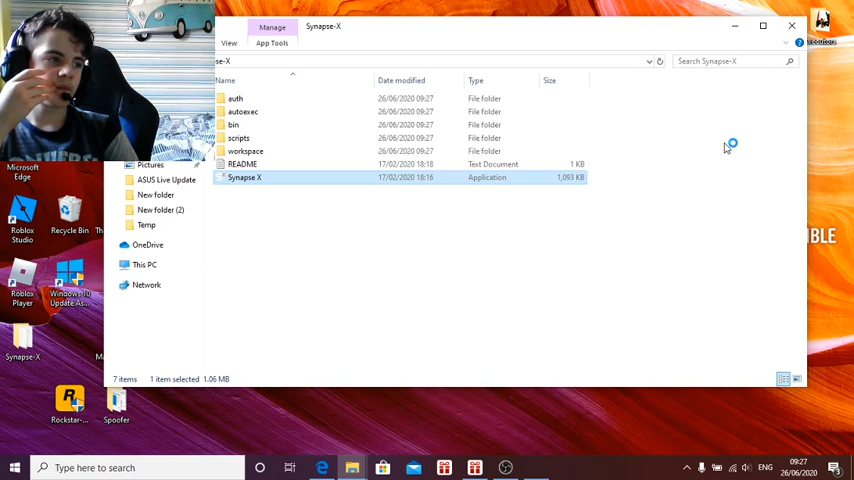 Manage
Synapse-X
View
App Tools
se-X
Search Synapse-X
Name
Date modified
Type
Size
auth
26/06/2020 09:27
File folder
autoexec
26/06/2020 09:27
File folder
bin
26/06/2020 09:27
File folder
scripts
26/06/2020 09:27
File folder
workspace
26/06/2020 09:27
File folder
README
17/02/2020 18:18
Text Document
1 KB
Synapse X
17/02/2020 18:16
Application
1,093 KB
Pictures
ASUS Live Update
New folder
New folder (2)
Temp
OneDrive
This PC
Network
7 items
1 item selected 1.06 MB
Microsoft
Edge
Roblox
Studio
Recycle Bin
Th
Roblox
Player
Windows 10
Update As...
Synapse-X
M
Rockstar-...
Spoofer
IBLE
Type here to search
ENG
09:27
26/06/2020
3